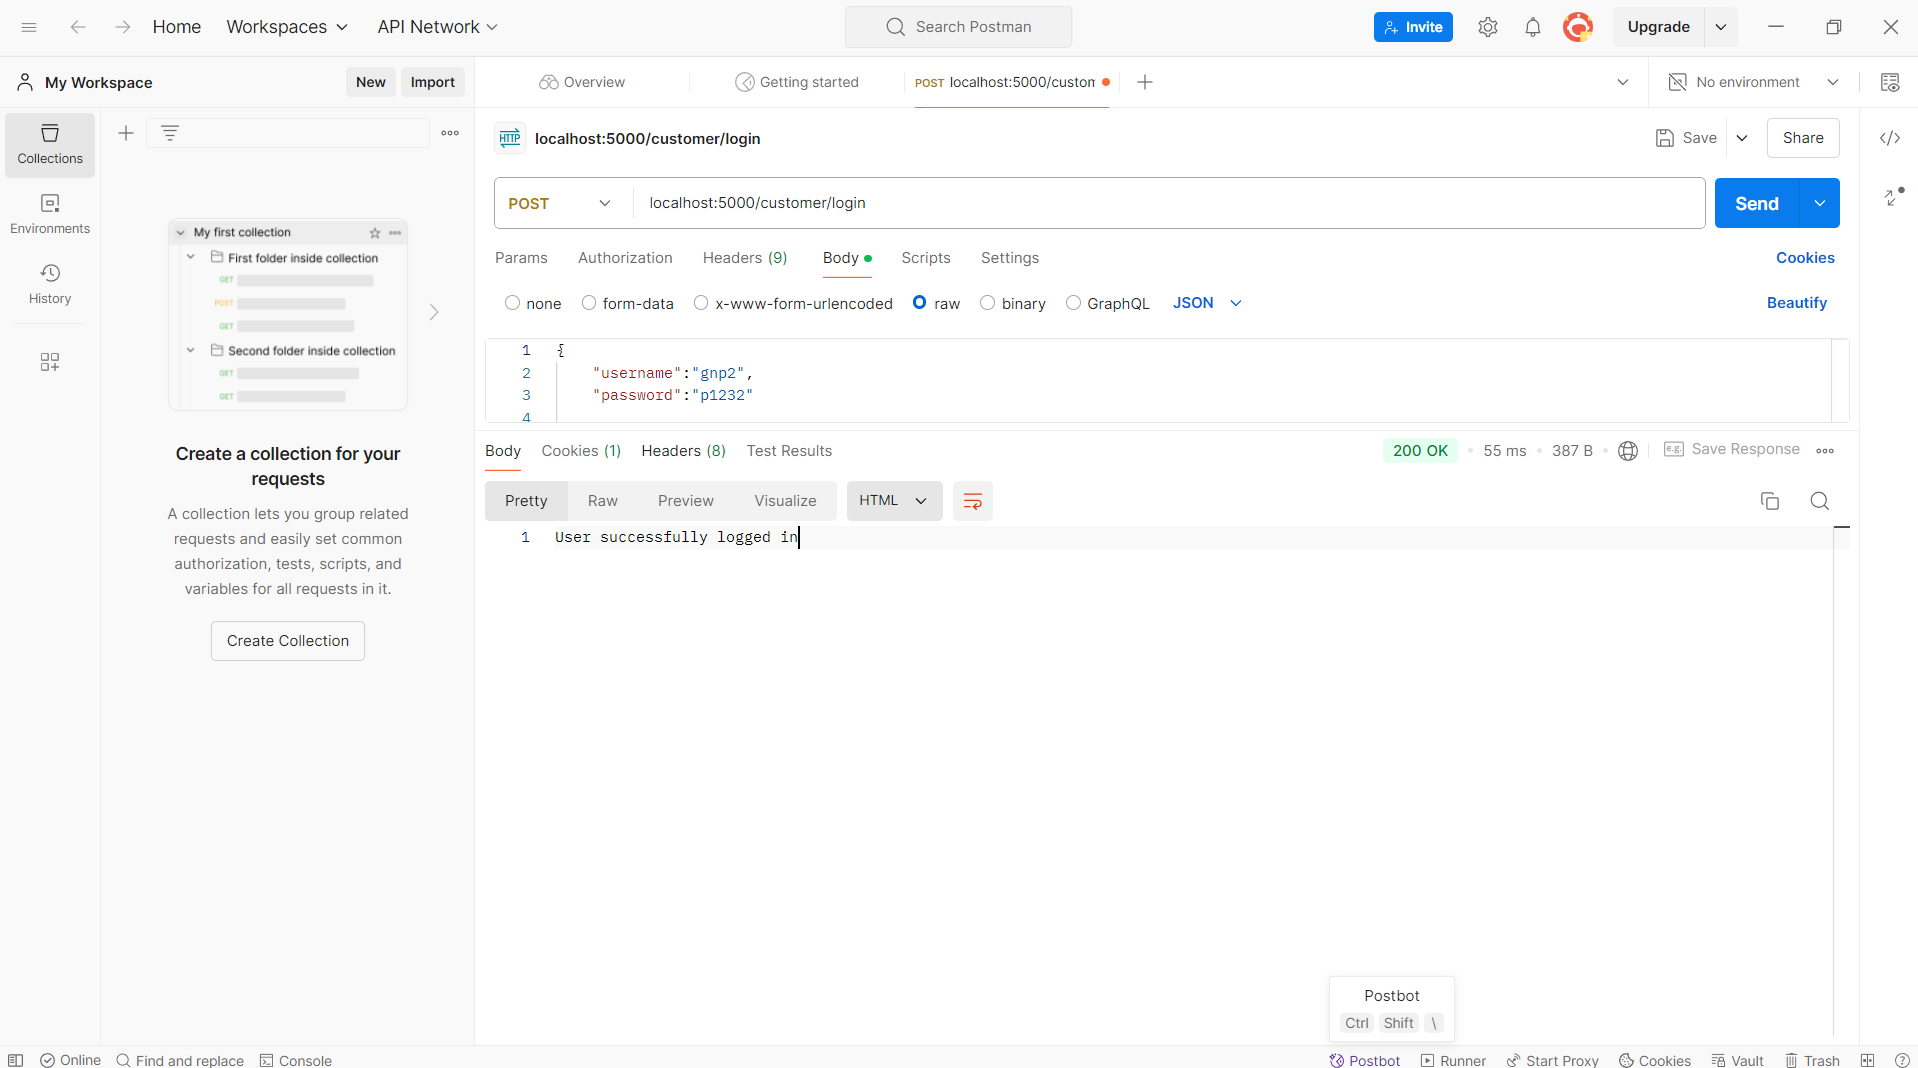 Home Workspaces API Network Search Postman Invite Upgrade
My Workspace New Import Overview Getting started POST localhost:5000/custom No environment
Collections
Environments
History
My first collection
First folder inside collection
GET
POST
GET
Second folder inside collection
GET
GET
Create a collection for your
requests
A collection lets you group related
requests and easily set common
authorization, tests, scripts, and
variables for all requests in it.
Create Collection
HTTP localhost:5000/customer/login Save Share
POST localhost:5000/customer/login Send
Params Authorization Headers (9) Body Scripts Settings Cookies
none form-data x-www-form-urlencoded raw binary GraphQL JSON Beautify
1 {
2 "username":"gnp2",
3 "password":"p1232"
4
Body Cookies (1) Headers (8) Test Results 200 OK 55 ms 387 B e.g. Save Response
Pretty Raw Preview Visualize HTML
1 User successfully logged in
Postbot
Ctrl Shift \
Online Find and replace Console Postbot Runner Start Proxy Cookies Vault Trash